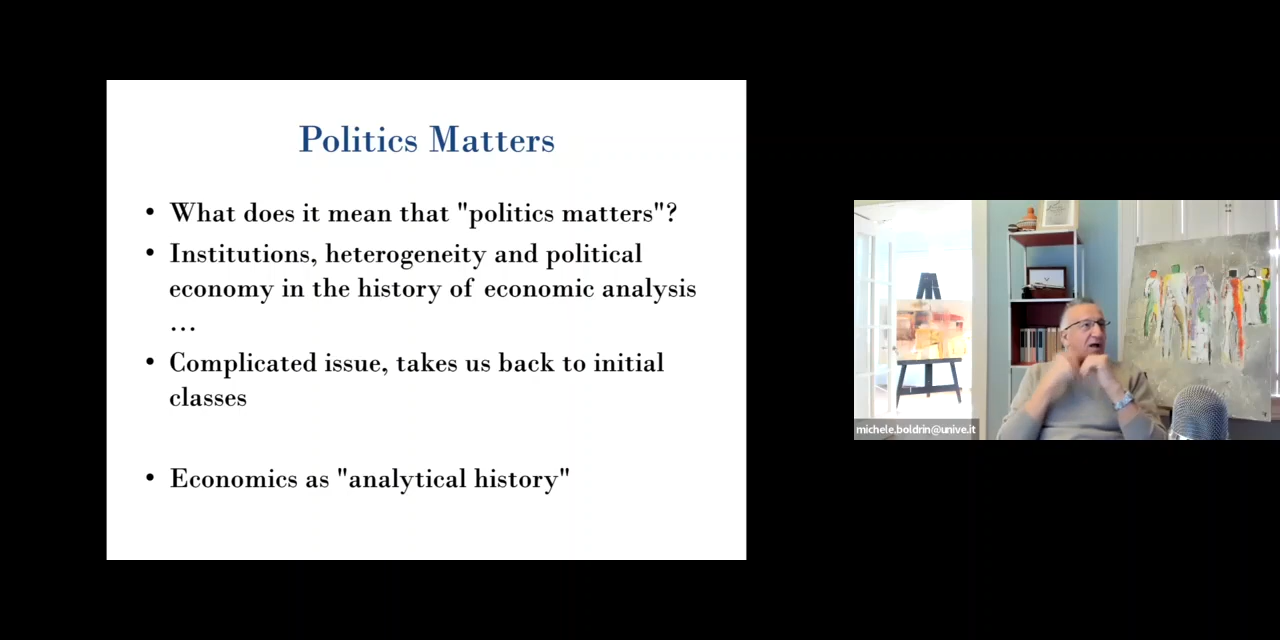 Politics Matters
• What does it mean that "politics matters"?
• Institutions, heterogeneity and political
economy in the history of economic analysis
…
• Complicated issue, takes us back to initial
classes
• Economics as "analytical history"
michele.boldrin@unive.it